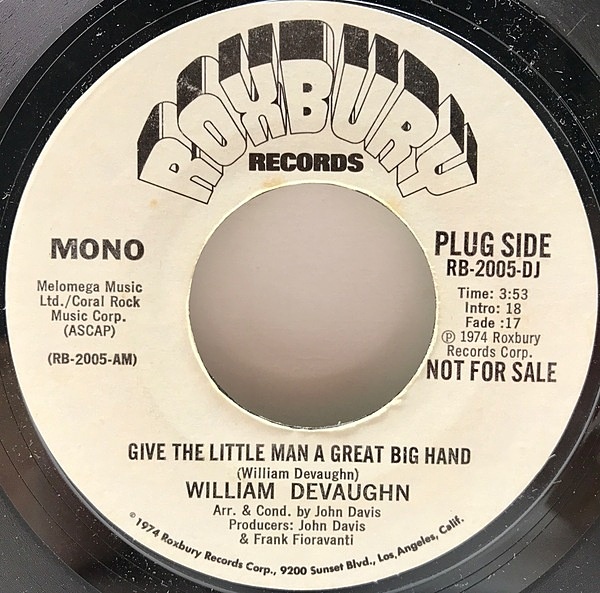 ROXBURY
RECORDS
MONO
Melomega Music
Ltd./Coral Rock
Music Corp.
(ASCAP)
(RB-2005-AM)
PLUG SIDE
RB-2005-DJ
Time: 3:53
Intro: 18
Fade :17
℗ 1974 Roxbury
Records Corp.
NOT FOR SALE
GIVE THE LITTLE MAN A GREAT BIG HAND
(William Devaughn)
WILLIAM DEVAUGHN
Arr. & Cond. by John Davis
Producers: John Davis
& Frank Fioravanti
© 1974 Roxbury Records Corp., 9200 Sunset Blvd., Los Angeles, Calif.